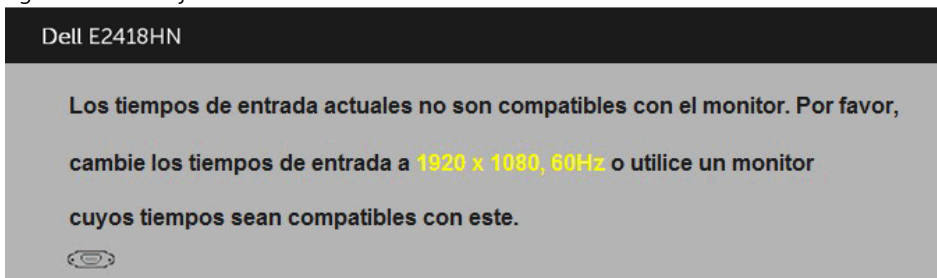 Dell E2418HN
Los tiempos de entrada actuales no son compatibles con el monitor. Por favor,
cambie los tiempos de entrada a 1920 x 1080, 60Hz o utilice un monitor
cuyos tiempos sean compatibles con este.